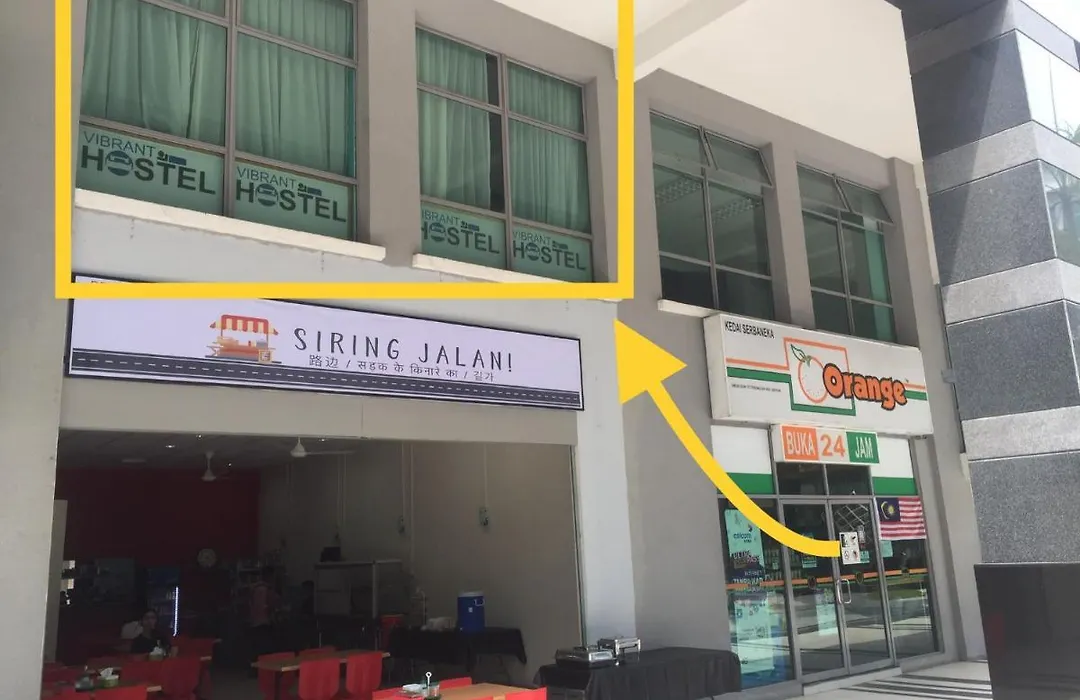 VIBRANT
HOSTEL
VIBRANT
HOSTEL
VIBRANT
HOSTEL
VIBRANT
HOSTEL
SIRING JALAN!
路边 / सड़क के किनारे का / 길가
KEDAI SERBANEKA
Orange
BUKA 24 JAM